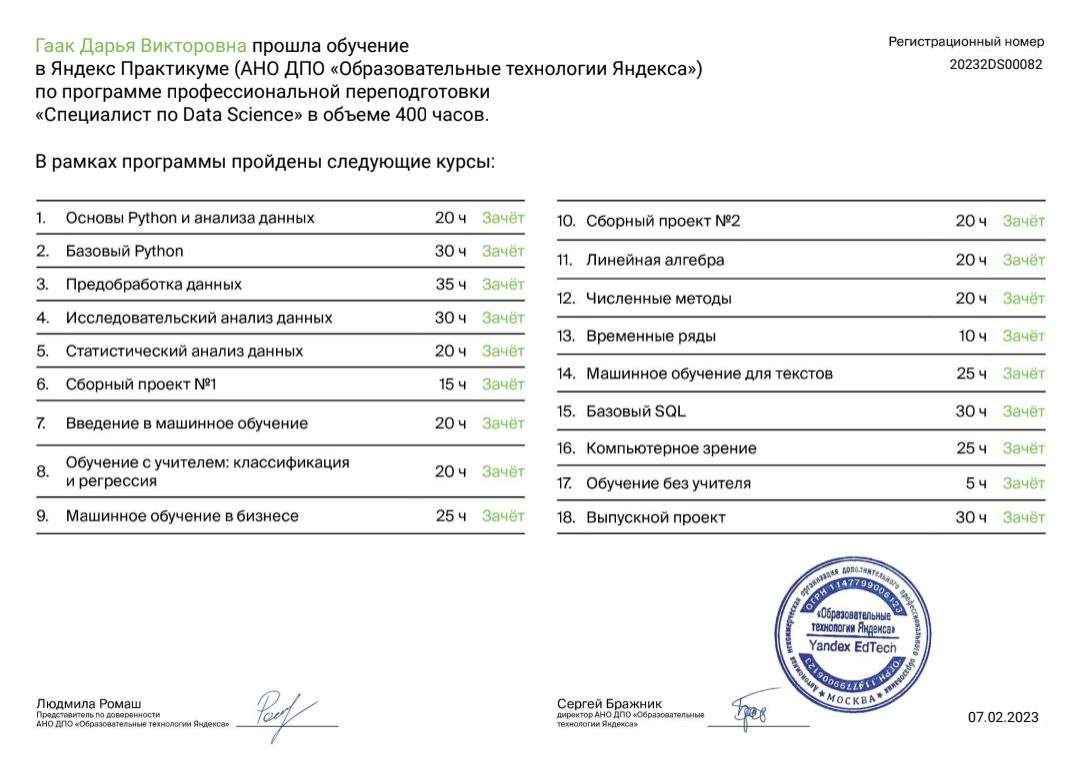 Гаак Дарья Викторовна прошла обучение
в Яндекс Практикуме (АНО ДПО «Образовательные технологии Яндекса»)
по программе профессиональной переподготовки
«Специалист по Data Science» в объеме 400 часов.
Регистрационный номер
20232DS00082
В рамках программы пройдены следующие курсы:
1. Основы Python и анализа данных 20 ч Зачёт
2. Базовый Python 30 ч Зачёт
3. Предобработка данных 35 ч Зачёт
4. Исследовательский анализ данных 30 ч Зачёт
5. Статистический анализ данных 20 ч Зачёт
6. Сборный проект №1 15 ч Зачёт
7. Введение в машинное обучение 20 ч Зачёт
8. Обучение с учителем: классификация
и регрессия 20 ч Зачёт
9. Машинное обучение в бизнесе 25 ч Зачёт
10. Сборный проект №2 20 ч Зачёт
11. Линейная алгебра 20 ч Зачёт
12. Численные методы 20 ч Зачёт
13. Временные ряды 10 ч Зачёт
14. Машинное обучение для текстов 25 ч Зачёт
15. Базовый SQL 30 ч Зачёт
16. Компьютерное зрение 25 ч Зачёт
17. Обучение без учителя 5 ч Зачёт
18. Выпускной проект 30 ч Зачёт
Автономная некоммерческая организация дополнительного профессионального образования
ОГРН 1147799006123
«Образовательные
технологии Яндекса»
Yandex EdTech
ОГРН 1147799006123
МОСКВА
Людмила Ромаш
Представитель по доверенности
АНО ДПО «Образовательные технологии Яндекса»
Сергей Бражник
директор АНО ДПО «Образовательные
технологии Яндекса»
07.02.2023